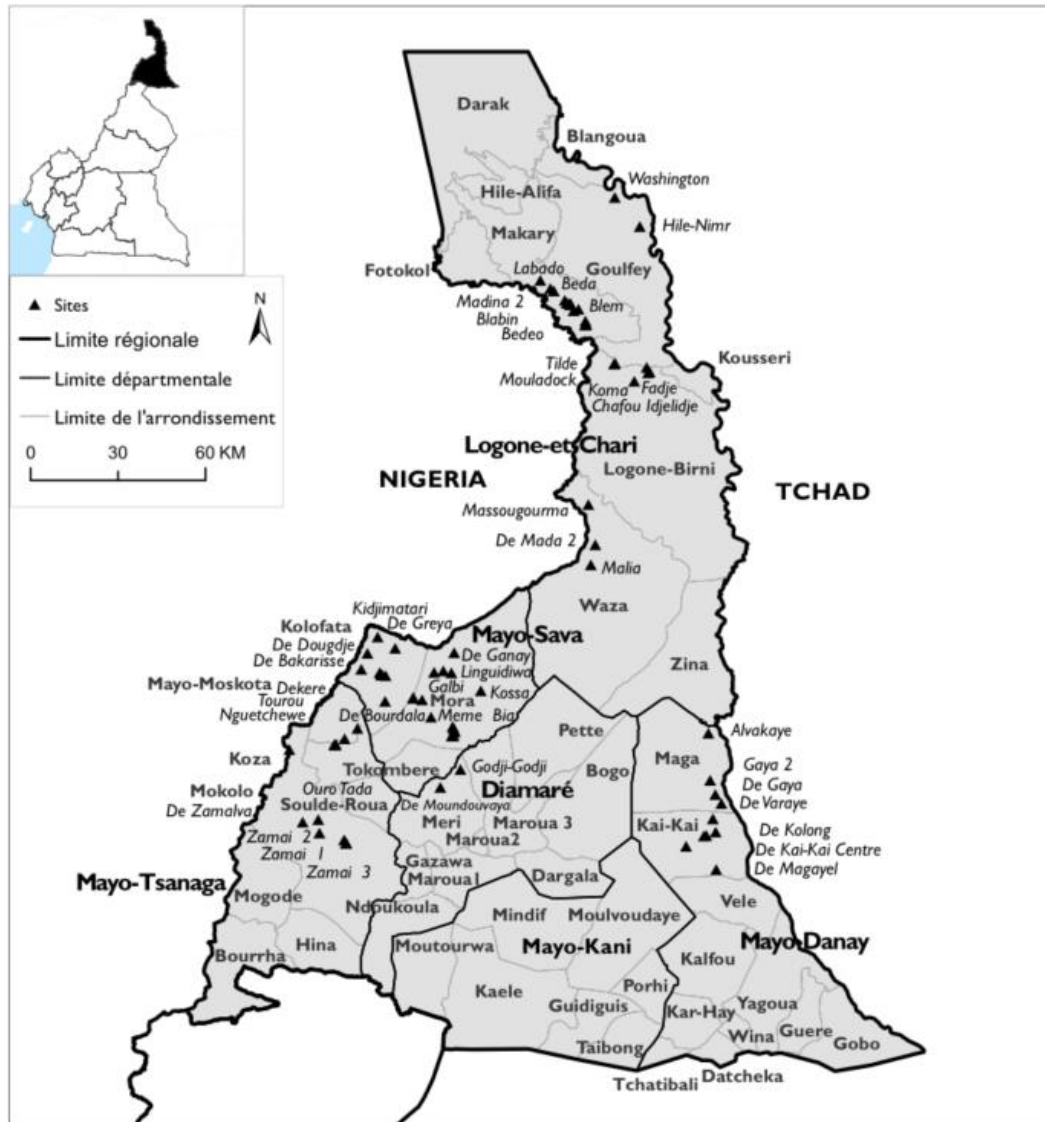 Darak
Blangoua
Washington
Hile-Alifa
Hile-Nimr
Makary
Fotokol
Labado
Goulfey
Beda
Madina 2
Blem
Blabin
Bedeo
N
Sites
Limite régionale
Limite départmentale
Limite de l'arrondissement
0 30 60 KM
Kousseri
Tilde
Mouladock
Koma
Fadje
Chafou Idjelidje
Logone-et Chari
Logone-Birni
NIGERIA
TCHAD
Massougourma
De Mada 2
Malia
Waza
Zina
Kidjimatari
De Greya
Kolofata
Mayo-Sava
De Dougdje
De Bakarisse
De Ganay
Linguidiwa
Mayo-Moskota
Dekere
Galbi
Mora
Kossa
Tourou
Nguetchewe
De Bourdala
Meme
Biat
Pette
Alvakaye
Koza
Tokombere
Godji-Godji
Bogo
Maga
Gaya 2
De Gaya
De Varaye
Mokolo
De Zamalva
Ouro Tada
Soulde-Roua
Diamaré
De Moundouvaya
Meri
Maroua 3
Maroua2
Kai-Kai
De Kolong
De Kai-Kai Centre
De Magayel
Zamai 2
Zamai 1
Zamai 3
Gazawa
Maroua1
Dargala
Mayo-Tsanaga
Mogode
Ndoukoula
Mindif
Moulvoudaye
Vele
Hina
Bourrha
Moutourwa
Mayo-Kani
Mayo-Danay
Kalfou
Kaele
Porhi
Guidiguis
Kar-Hay
Yagoua
Wina
Guere
Gobo
Taibong
Tchatibali
Datcheka